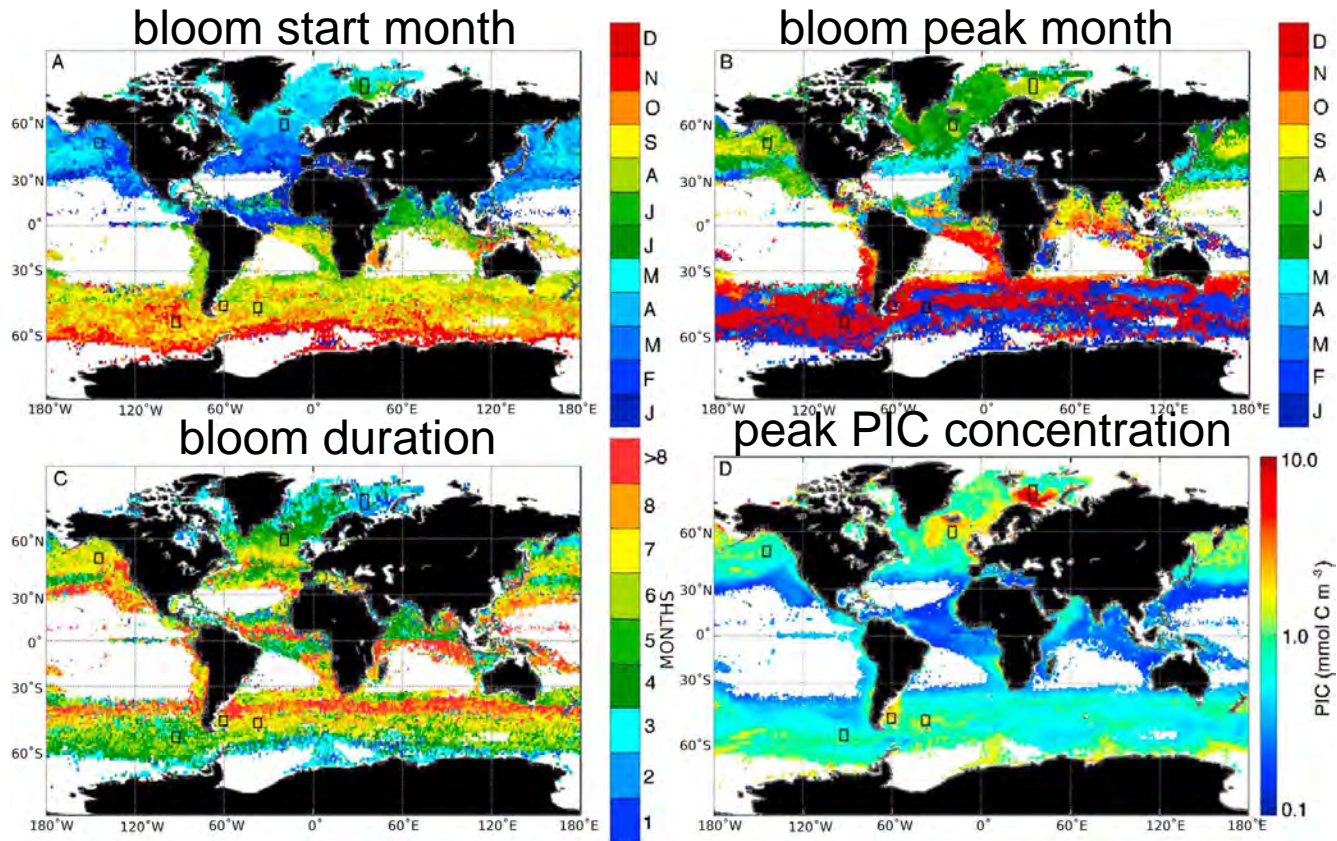 bloom start month
bloom peak month
A
60°N
30°N
0°
30°S
60°S
180°W
120°W
60°W
0°
60°E
120°E
180°E
D
N
O
S
A
J
J
M
A
M
F
J
B
60°N
30°N
0°
30°S
60°S
180°W
120°W
60°W
0°
60°E
120°E
180°E
D
N
O
S
A
J
J
M
A
M
F
J
bloom duration
peak PIC concentration
C
60°N
30°N
0°
30°S
60°S
180°W
120°W
60°W
0°
60°E
120°E
180°E
>8
8
7
6
5
4
3
2
1
MONTHS
D
60°N
30°N
0°
30°S
60°S
180°W
120°W
60°W
0°
60°E
120°E
180°E
10.0
1.0
0.1
PIC (mmol C m⁻³)